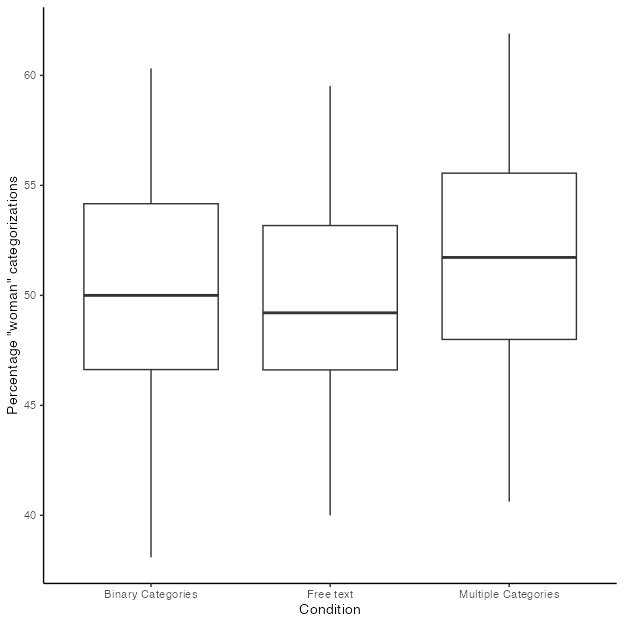 Percentage "woman" categorizations
60
55
50
45
40
Binary Categories
Free text
Multiple Categories
Condition